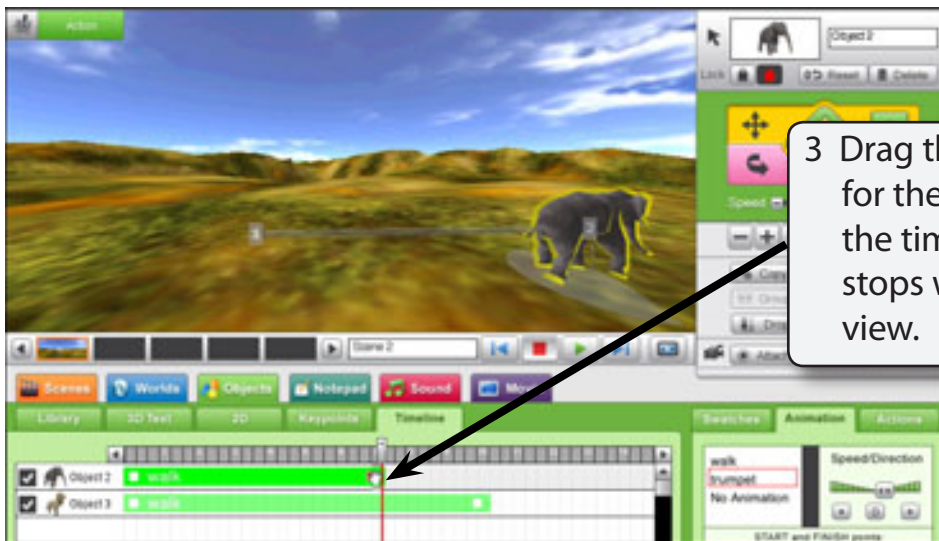 Action
Object 2
Lock
Reset
Delete
3 Drag th
for the
the tim
stops w
view.
Speed
Scene 2
Scenes
Worlds
Objects
Notepad
Sound
Library
3D Text
2D
Keypoints
Timeline
Swatches
Animation
Actions
Object 2
walk
Object 3
walk
walk
trumpet
No Animation
Speed/Direction
START and FINISH points: